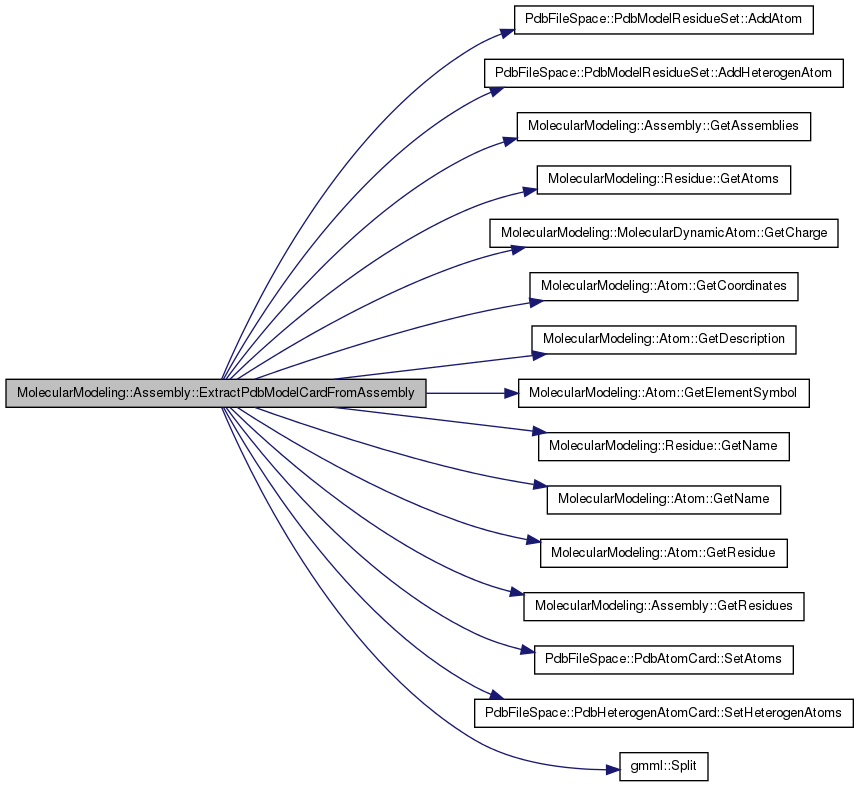 PdbFileSpace::PdbModelResidueSet::AddAtom
PdbFileSpace::PdbModelResidueSet::AddHeterogenAtom
MolecularModeling::Assembly::GetAssemblies
MolecularModeling::Residue::GetAtoms
MolecularModeling::MolecularDynamicAtom::GetCharge
MolecularModeling::Atom::GetCoordinates
MolecularModeling::Atom::GetDescription
MolecularModeling::Assembly::ExtractPdbModelCardFromAssembly
MolecularModeling::Atom::GetElementSymbol
MolecularModeling::Residue::GetName
MolecularModeling::Atom::GetName
MolecularModeling::Atom::GetResidue
MolecularModeling::Assembly::GetResidues
PdbFileSpace::PdbAtomCard::SetAtoms
PdbFileSpace::PdbHeterogenAtomCard::SetHeterogenAtoms
gmml::Split